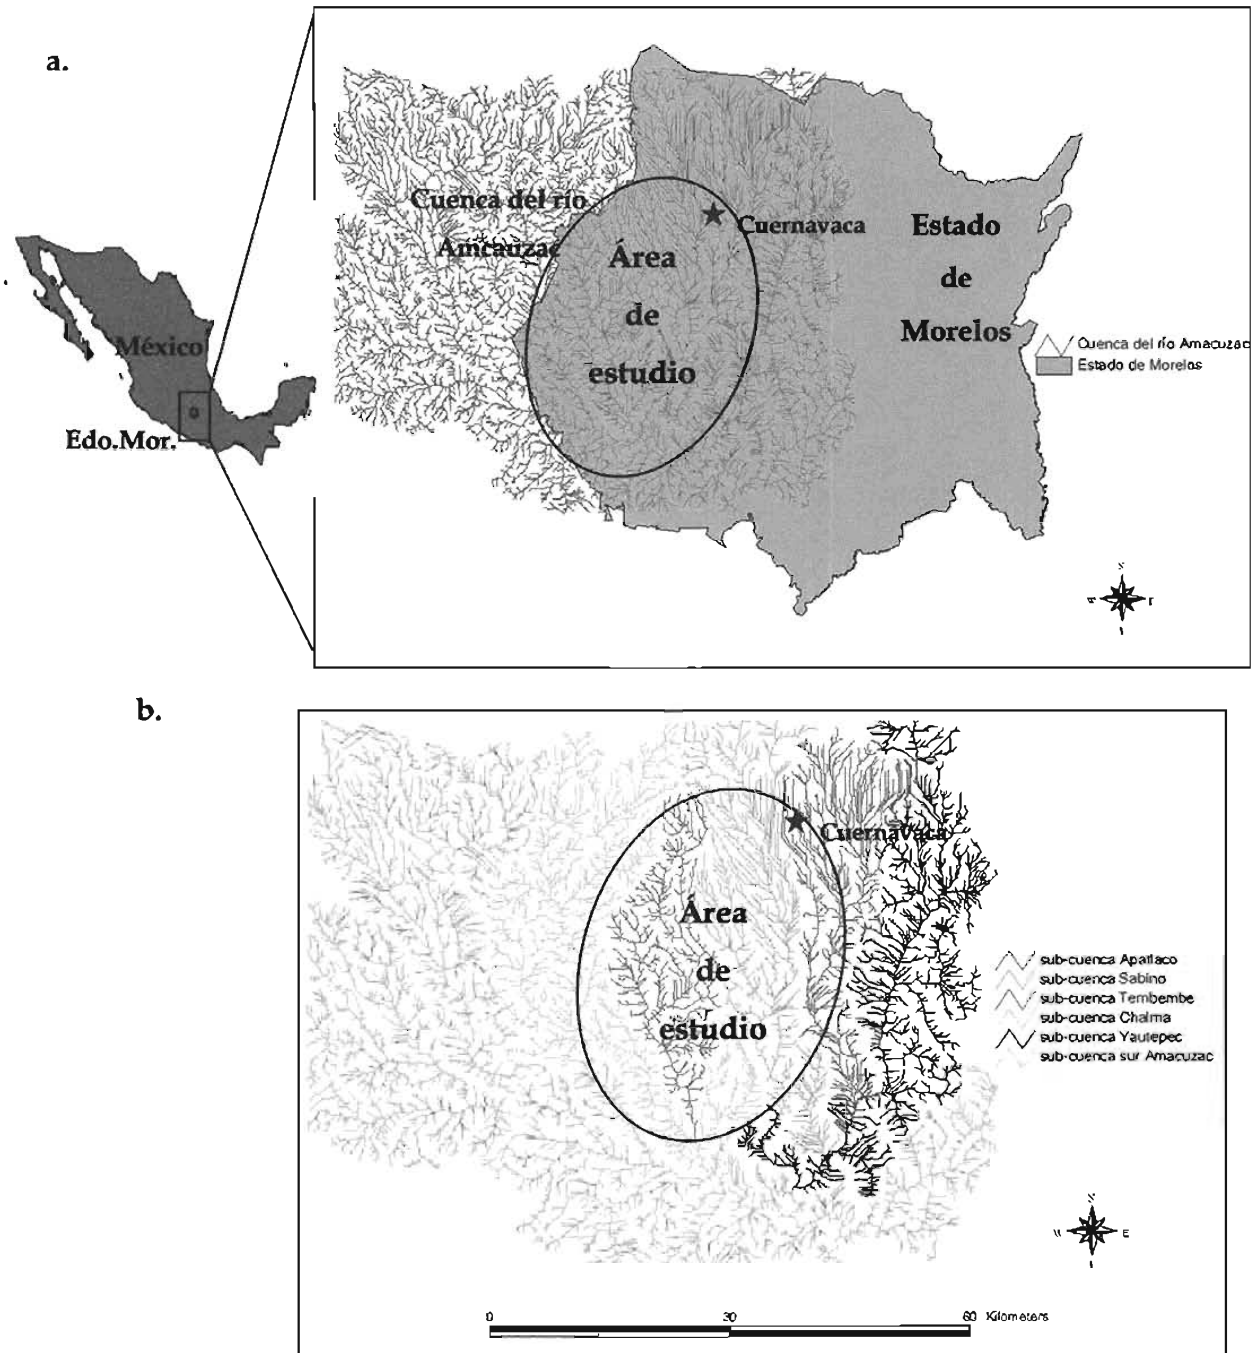 a.
Cuenca del río
Amcauzac
Cuernavaca
Área
de
estudio
Estado
de
Morelos
México
Edo.Mor.
Cuenca del río Amacuzac
Estado de Morelos
b.
Cuernavaca
Área
de
estudio
sub-cuenca Apatlaco
sub-cuenca Sabino
sub-cuenca Tembembe
sub-cuenca Chalma
sub-cuenca Yautepec
sub-cuenca sur Amacuzac
E
0 30 60 Kilometers